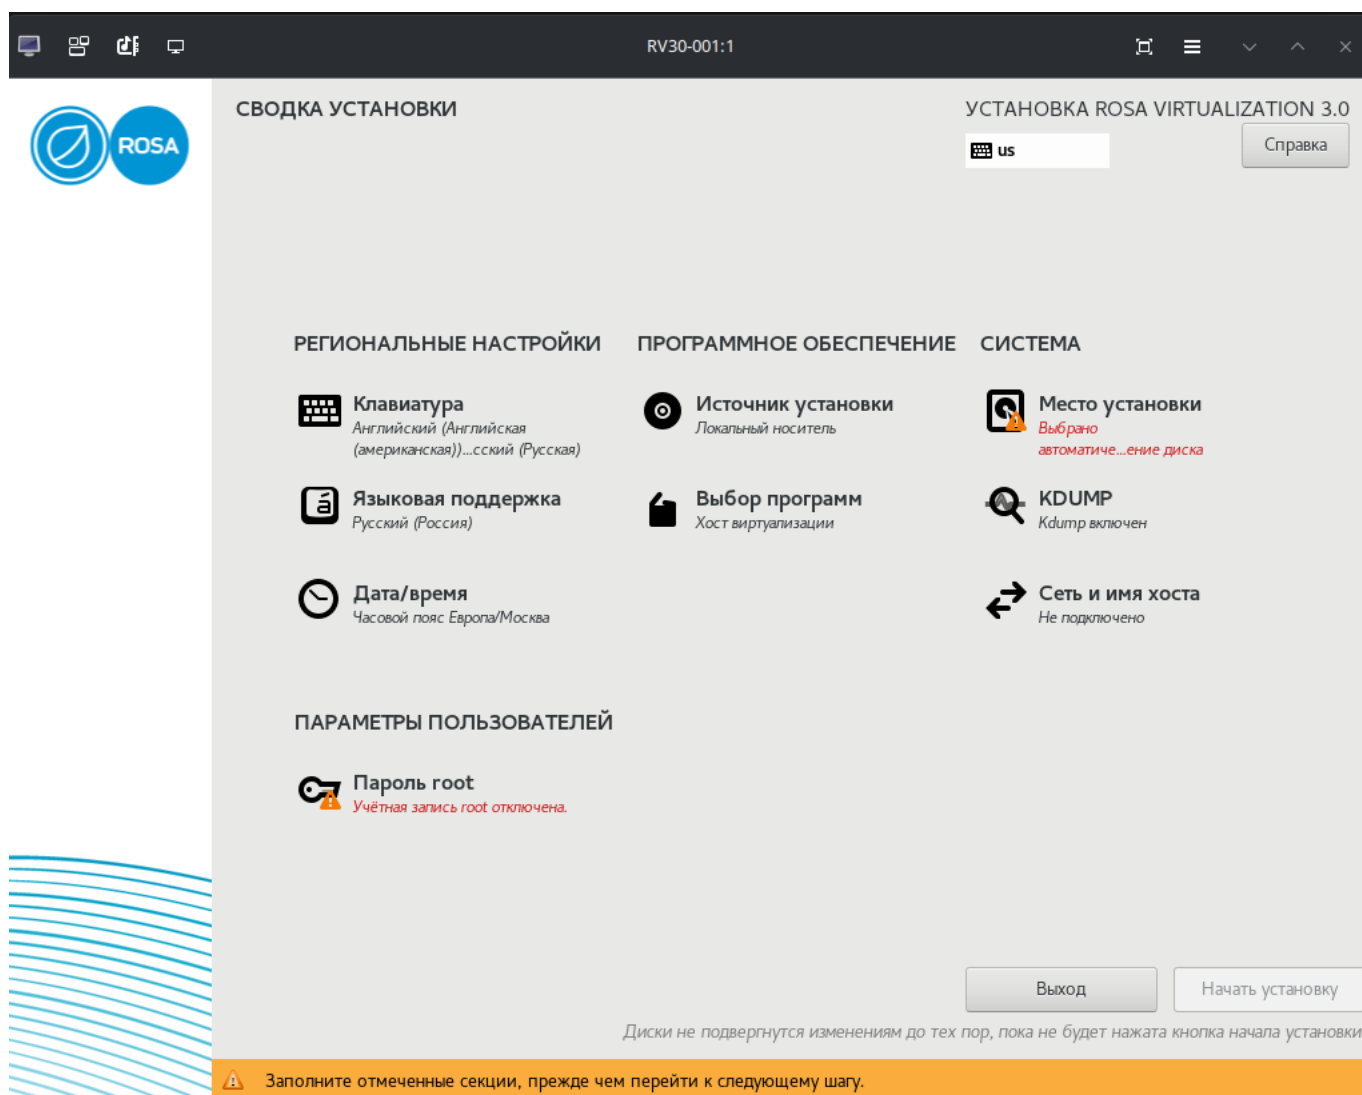 RV30-001:1
ROSA
СВОДКА УСТАНОВКИ
УСТАНОВКА ROSA VIRTUALIZATION 3.0
us
Справка
РЕГИОНАЛЬНЫЕ НАСТРОЙКИ
Клавиатура
Английский (Английская
(американская))...сский (Русская)
Языковая поддержка
Русский (Россия)
Дата/время
Часовой пояс Европа/Москва
ПРОГРАММНОЕ ОБЕСПЕЧЕНИЕ
Источник установки
Локальный носитель
Выбор программ
Хост виртуализации
СИСТЕМА
Место установки
Выбрано
автоматиче...ение диска
KDUMP
Kdump включен
Сеть и имя хоста
Не подключено
ПАРАМЕТРЫ ПОЛЬЗОВАТЕЛЕЙ
Пароль root
Учётная запись root отключена.
Выход
Начать установку
Диски не подвергнутся изменениям до тех пор, пока не будет нажата кнопка начала установки
Заполните отмеченные секции, прежде чем перейти к следующему шагу.